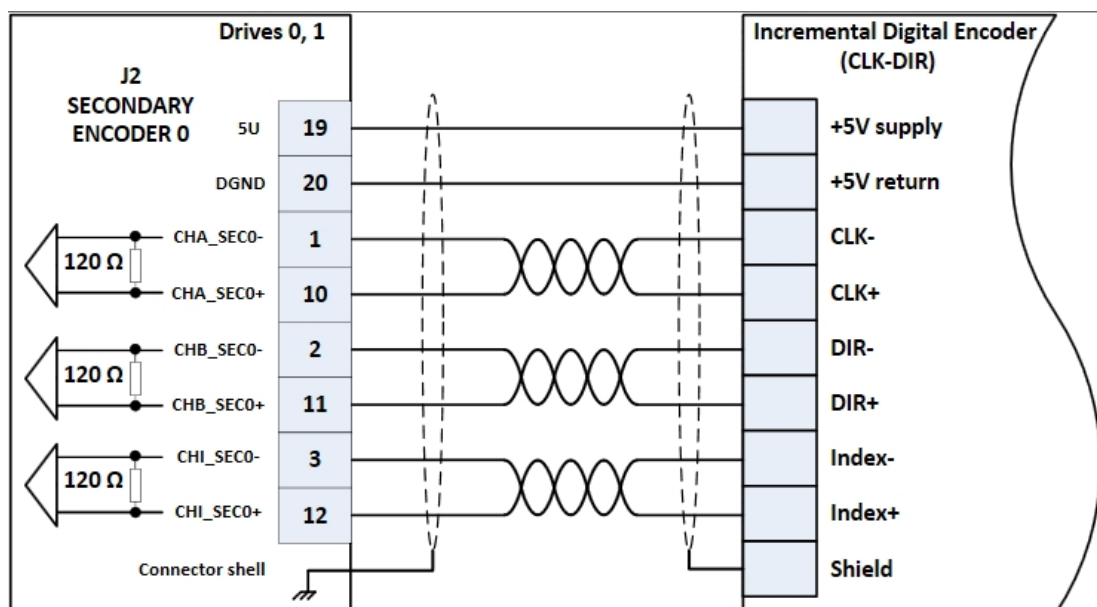 Drives 0, 1
J2
SECONDARY
ENCODER 0
Incremental Digital Encoder
(CLK-DIR)
5U 19 +5V supply
DGND 20 +5V return
CHA_SEC0- 1 CLK-
120 Ω
CHA_SEC0+ 10 CLK+
CHB_SEC0- 2 DIR-
120 Ω
CHB_SEC0+ 11 DIR+
CHI_SEC0- 3 Index-
120 Ω
CHI_SEC0+ 12 Index+
Connector shell Shield